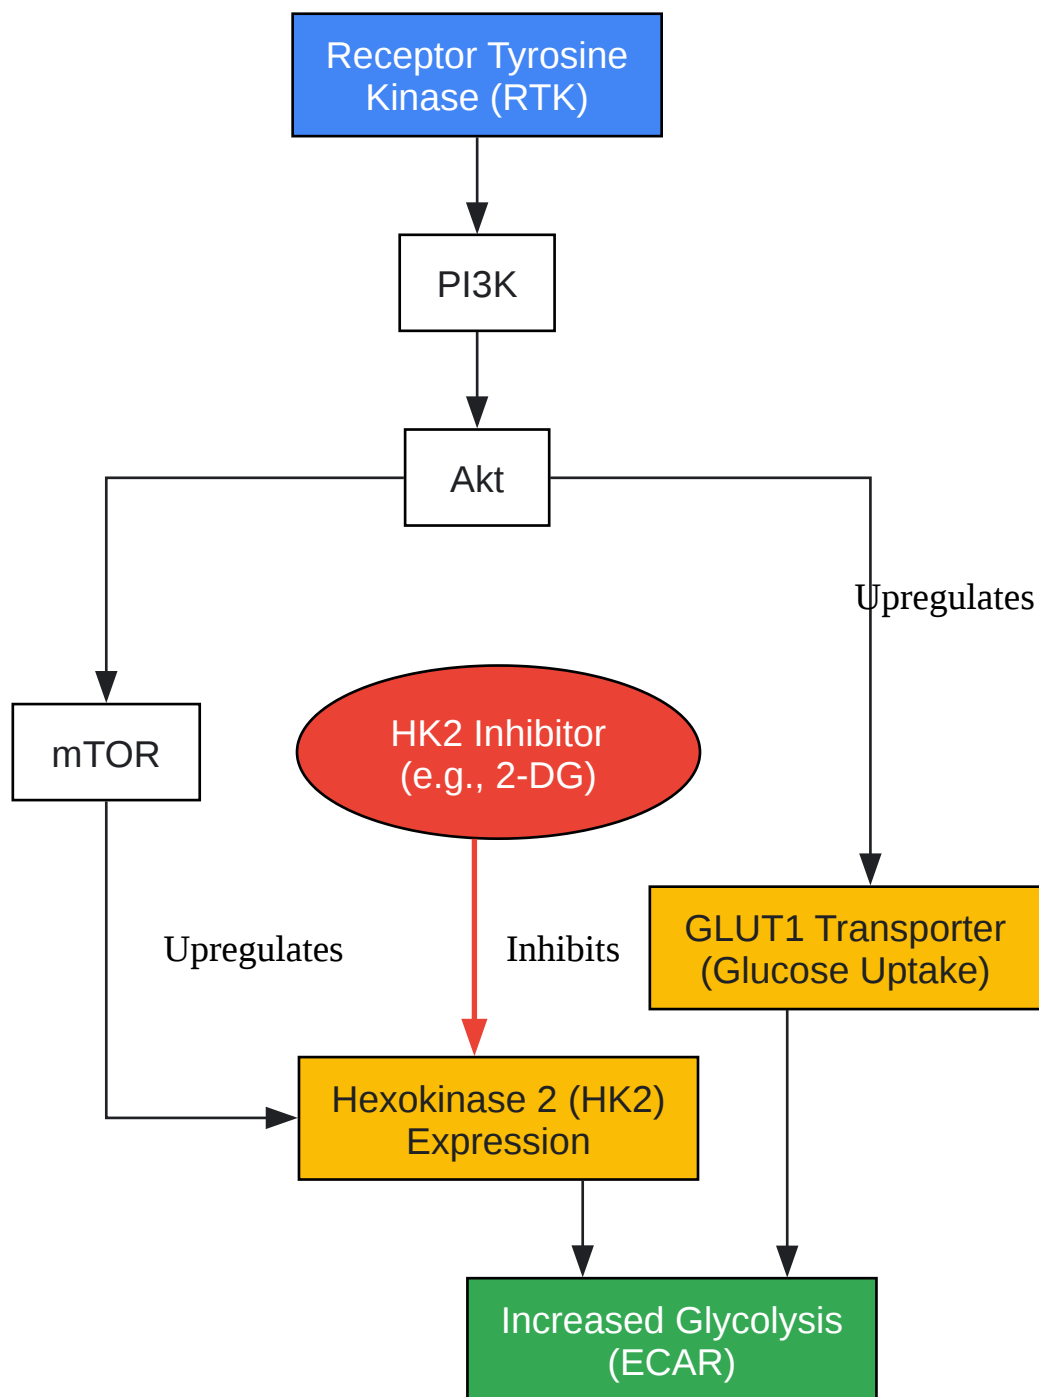 Receptor Tyrosine
Kinase (RTK)
PI3K
Akt
Upregulates
mTOR
HK2 Inhibitor
(e.g., 2-DG)
Upregulates
Inhibits
GLUT1 Transporter
(Glucose Uptake)
Hexokinase 2 (HK2)
Expression
Increased Glycolysis
(ECAR)